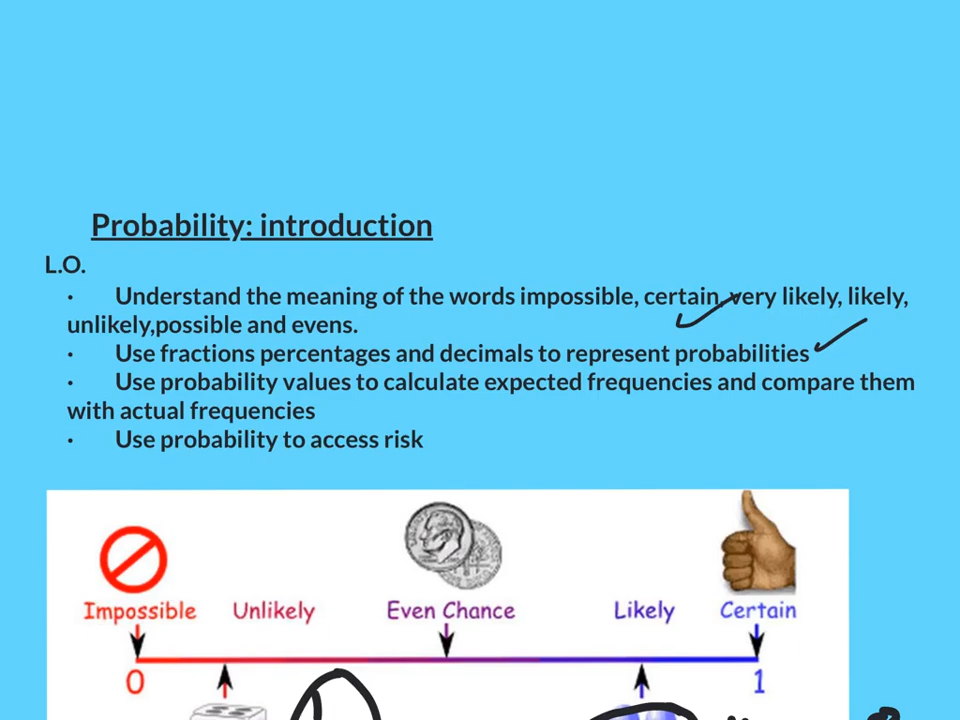 Probability: introduction
L.O.
· Understand the meaning of the words impossible, certain, very likely, likely,
unlikely,possible and evens.
· Use fractions percentages and decimals to represent probabilities
· Use probability values to calculate expected frequencies and compare them
with actual frequencies
· Use probability to access risk
Impossible Unlikely Even Chance Likely Certain
0 1